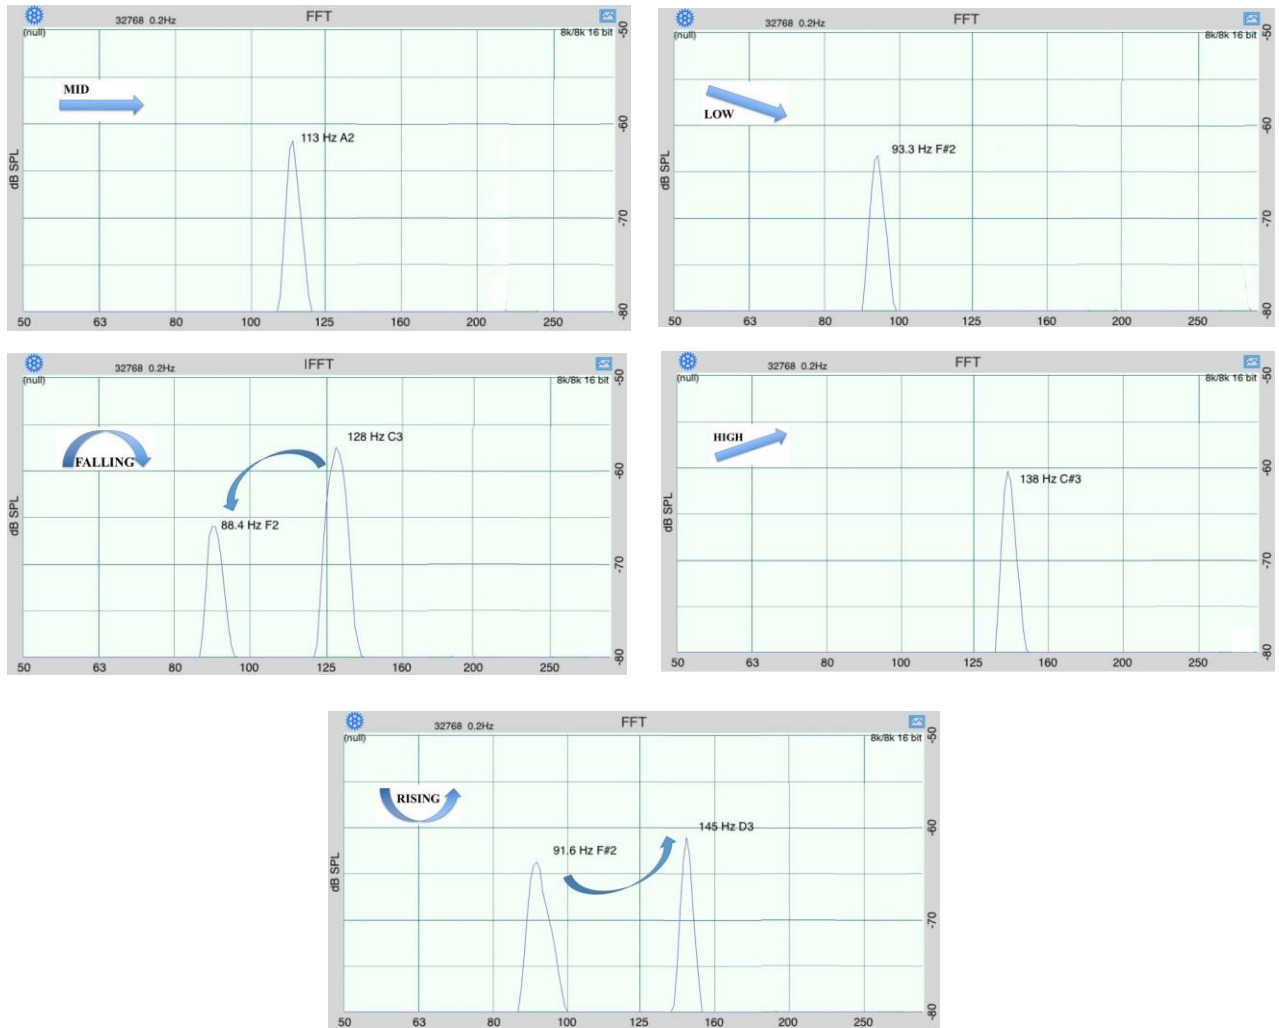 32768 0.2Hz FFT
(null) 8k/8k 16 bit
MID
113 Hz A2
dB SPL
-50
-60
-70
-80
50 63 80 100 125 160 200 250
32768 0.2Hz FFT
(null) 8k/8k 16 bit
LOW
93.3 Hz F#2
dB SPL
-50
-60
-70
-80
50 63 80 100 125 160 200 250
32768 0.2Hz IFFT
(null) 8k/8k 16 bit
FALLING
128 Hz C3
88.4 Hz F2
dB SPL
-50
-60
-70
-80
50 63 80 100 125 160 200 250
32768 0.2Hz FFT
(null) 8k/8k 16 bit
HIGH
138 Hz C#3
dB SPL
-50
-60
-70
-80
50 63 80 100 125 160 200 250
32768 0.2Hz FFT
(null) 8k/8k 16 bit
RISING
145 Hz D3
91.6 Hz F#2
dB SPL
-50
-60
-70
-80
50 63 80 100 125 160 200 250